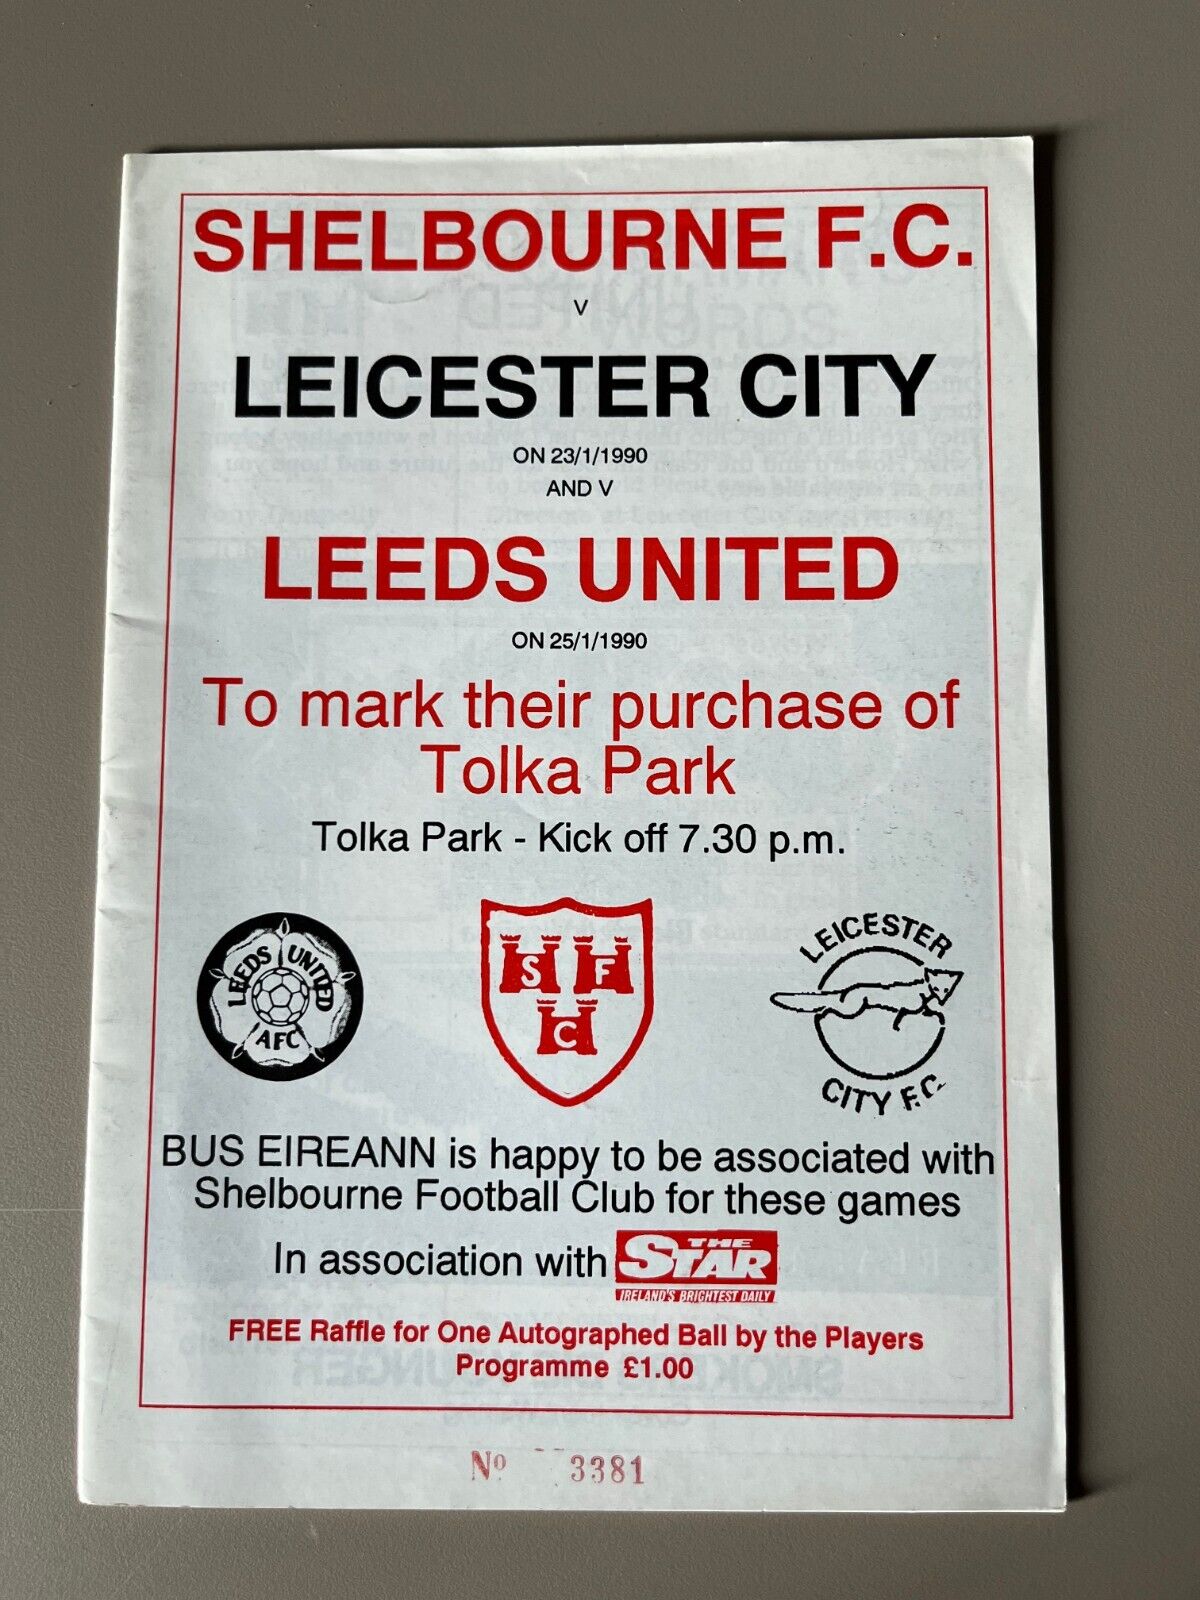 SHELBOURNE F.C.
V
LEICESTER CITY
ON 23/1/1990
AND V
LEEDS UNITED
ON 25/1/1990
To mark their purchase of
Tolka Park
Tolka Park - Kick off 7.30 p.m.
LEEDS UNITED
AFC
S F
C
LEICESTER
CITY F.C.
BUS EIREANN is happy to be associated with
Shelbourne Football Club for these games
In association with THE STAR
IRELAND'S BRIGHTEST DAILY
FREE Raffle for One Autographed Ball by the Players
Programme £1.00
Nº 3381